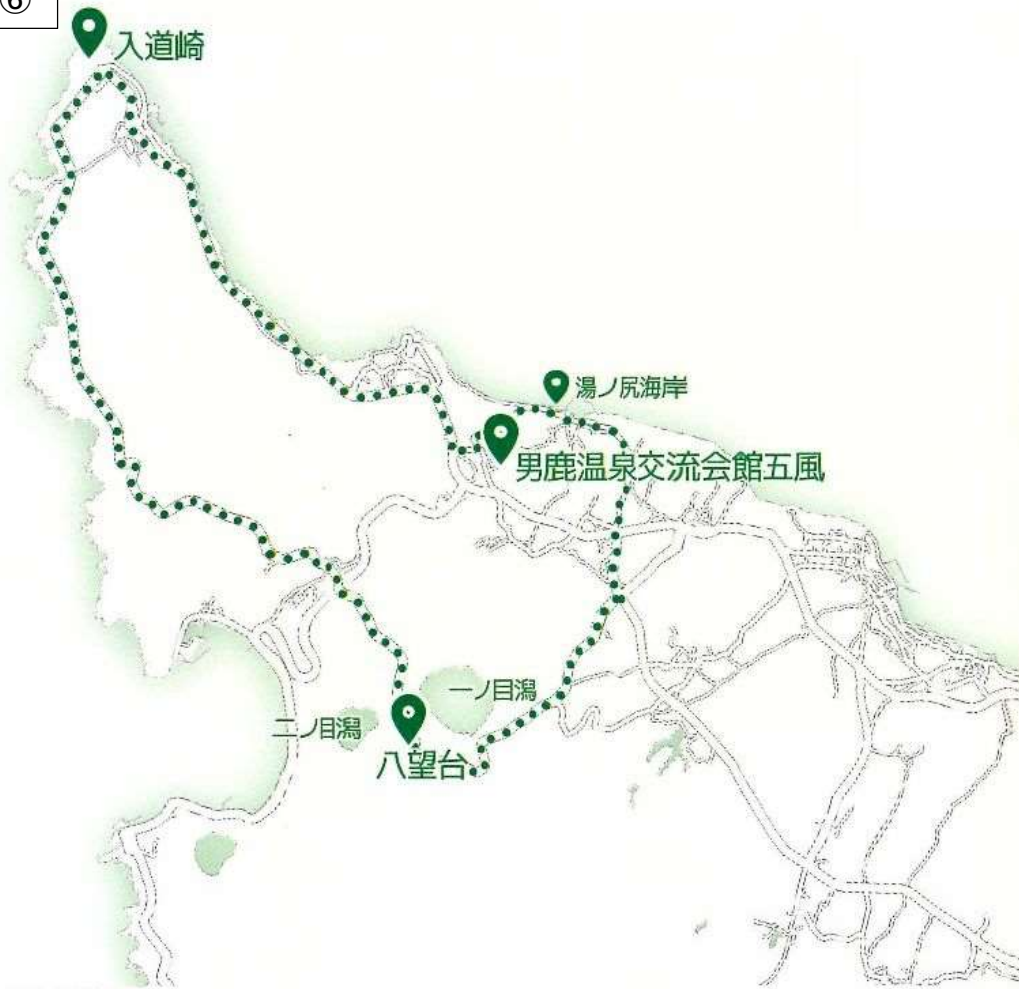 ⑥
入道崎
湯ノ尻海岸
男鹿温泉交流会館五風
一ノ目潟
二ノ目潟
八望台